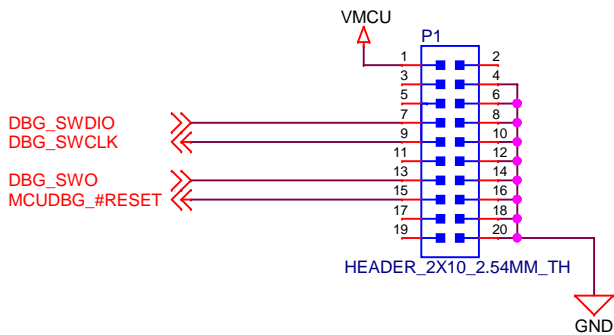 VMCU
P1
1 2
3 4
5 6
DBG_SWDIO 7 8
DBG_SWCLK 9 10
11 12
DBG_SWO 13 14
MCUDBG_#RESET 15 16
17 18
19 20
HEADER_2X10_2.54MM_TH
GND